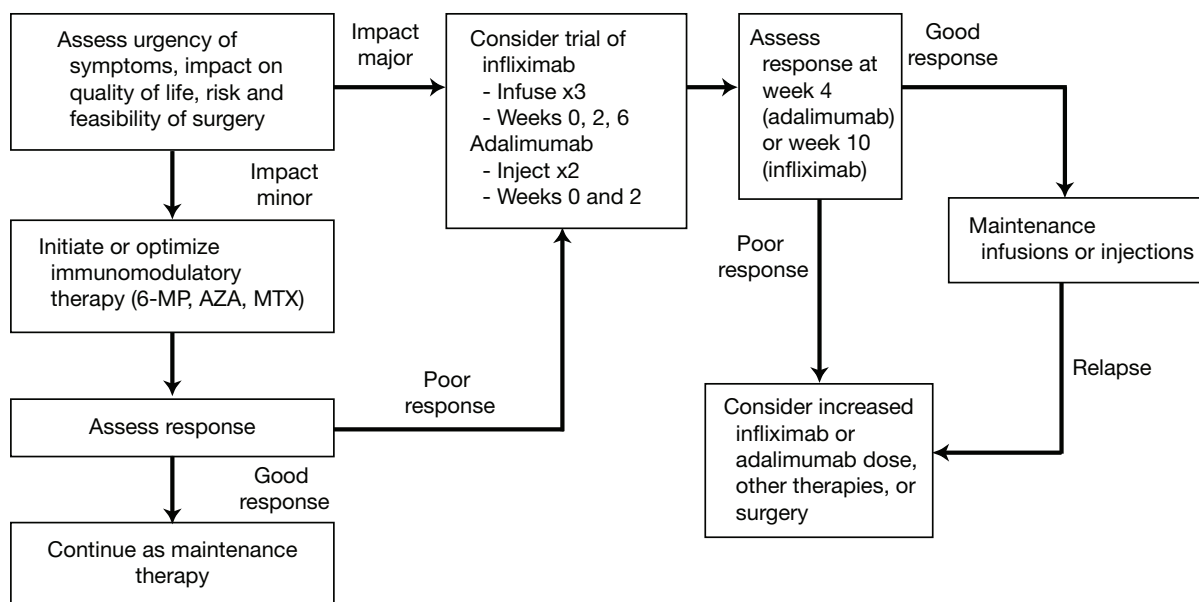 Assess urgency of
symptoms, impact on
quality of life, risk and
feasibility of surgery
Impact
major
Consider trial of
infliximab
- Infuse x3
- Weeks 0, 2, 6
Adalimumab
- Inject x2
- Weeks 0 and 2
Assess
response at
week 4
(adalimumab)
or week 10
(infliximab)
Good
response
Impact
minor
Initiate or optimize
immunomodulatory
therapy (6-MP, AZA, MTX)
Poor
response
Maintenance
infusions or injections
Assess response
Poor
response
Relapse
Consider increased
infliximab or
adalimumab dose,
other therapies, or
surgery
Good
response
Continue as maintenance
therapy